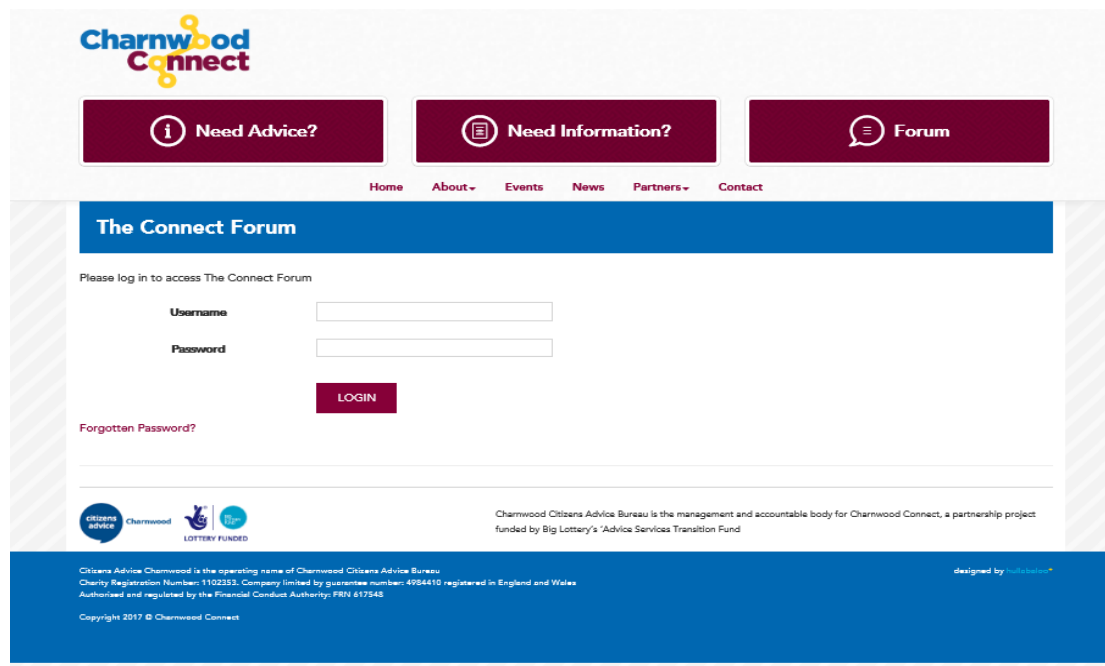 Charnwood
Connect
Need Advice?
Need Information?
Forum
Home About Events News Partners Contact
The Connect Forum
Please log in to access The Connect Forum
Username
Password
LOGIN
Forgotten Password?
citizens
advice
Charnwood
LOTTERY FUNDED
Charnwood Citizens Advice Bureau is the management and accountable body for Charnwood Connect, a partnership project
funded by Big Lottery's 'Advice Services Transition Fund
Citizens Advice Charnwood is the operating name of Charnwood Citizens Advice Bureau
Charity Registration Number: 1102353. Company limited by guarantee number: 4984410 registered in England and Wales
Authorised and regulated by the Financial Conduct Authority: FRN 617548
Copyright 2017 © Charnwood Connect
designed by hullabaloo